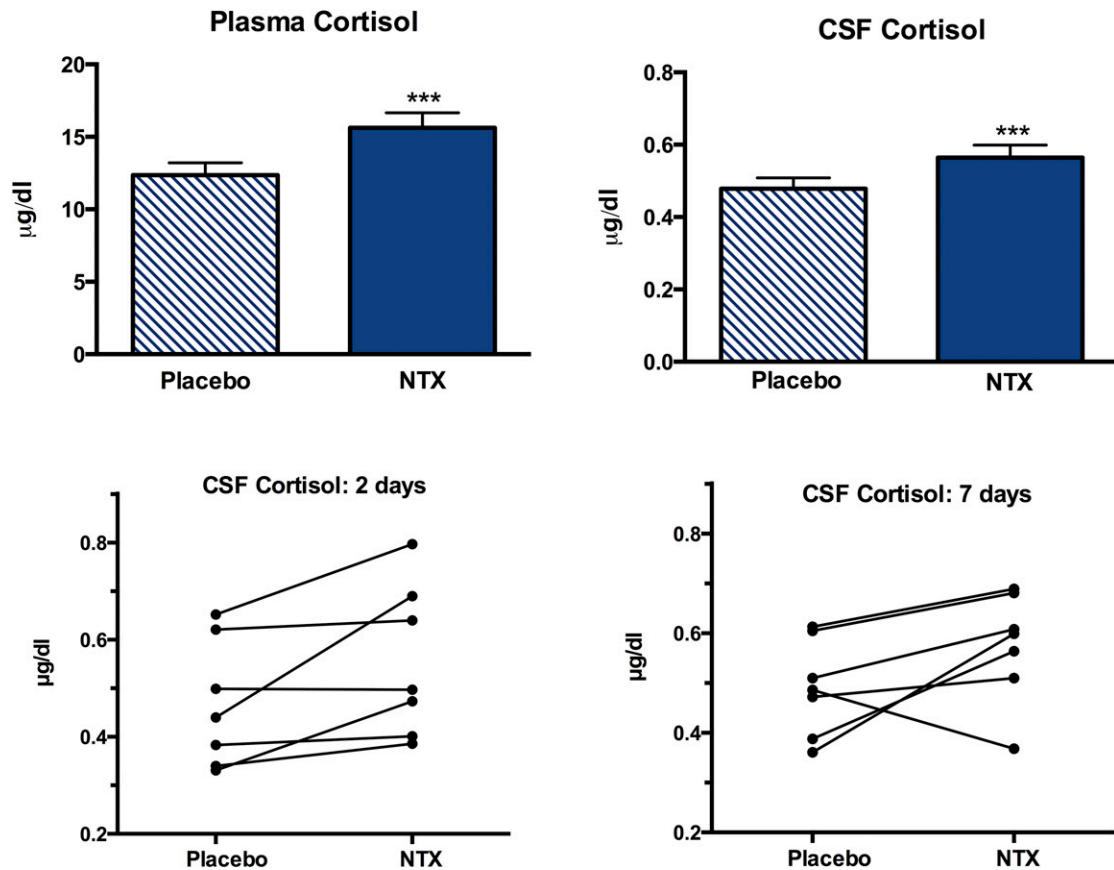 Plasma Cortisol
20
15
10
5
0
μg/dl
***
Placebo
NTX
CSF Cortisol
0.8
0.6
0.4
0.2
0.0
μg/dl
***
Placebo
NTX
CSF Cortisol: 2 days
0.8
0.6
0.4
0.2
μg/dl
Placebo
NTX
CSF Cortisol: 7 days
0.8
0.6
0.4
0.2
μg/dl
Placebo
NTX